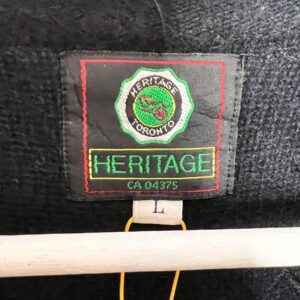 HERITAGE
TORONTO
HERITAGE
CA 04375
L